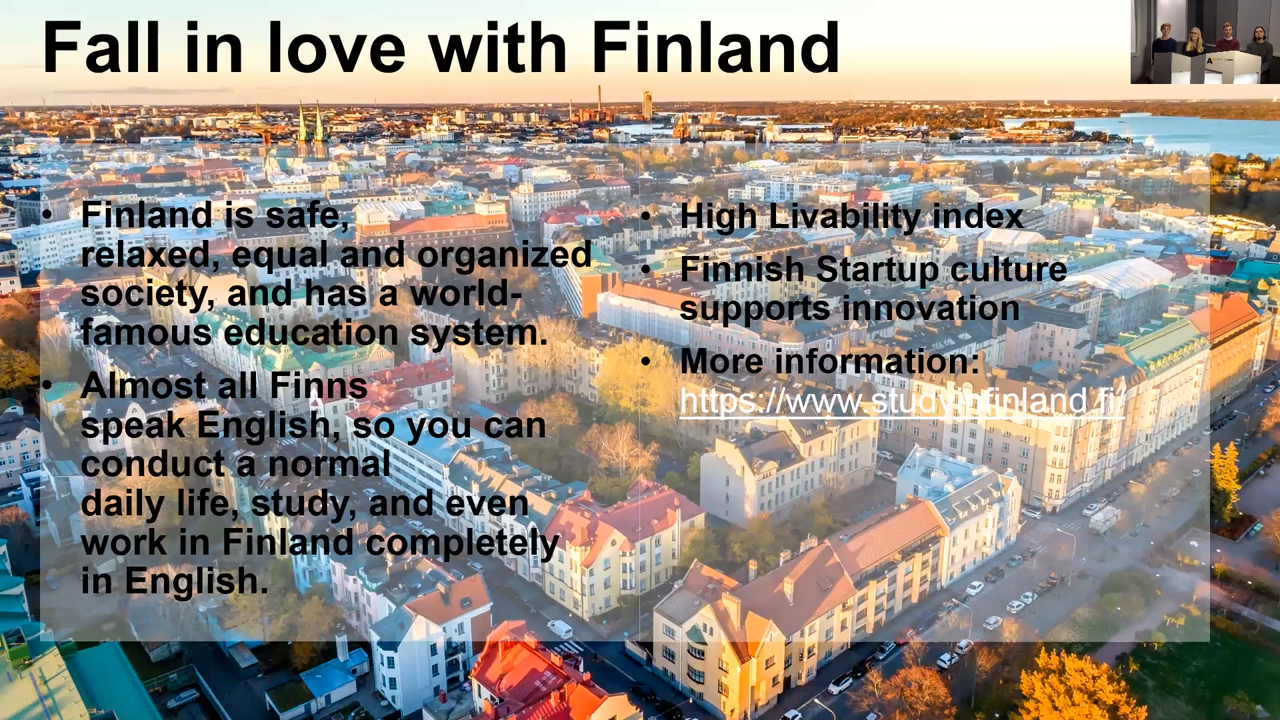 Fall in love with Finland
• Finland is safe,
relaxed, equal and organized
society, and has a world-
famous education system.
• Almost all Finns
speak English, so you can
conduct a normal
daily life, study, and even
work in Finland completely
in English.
• High Livability index
• Finnish Startup culture
supports innovation
• More information:
https://www.studyinfinland.fi/